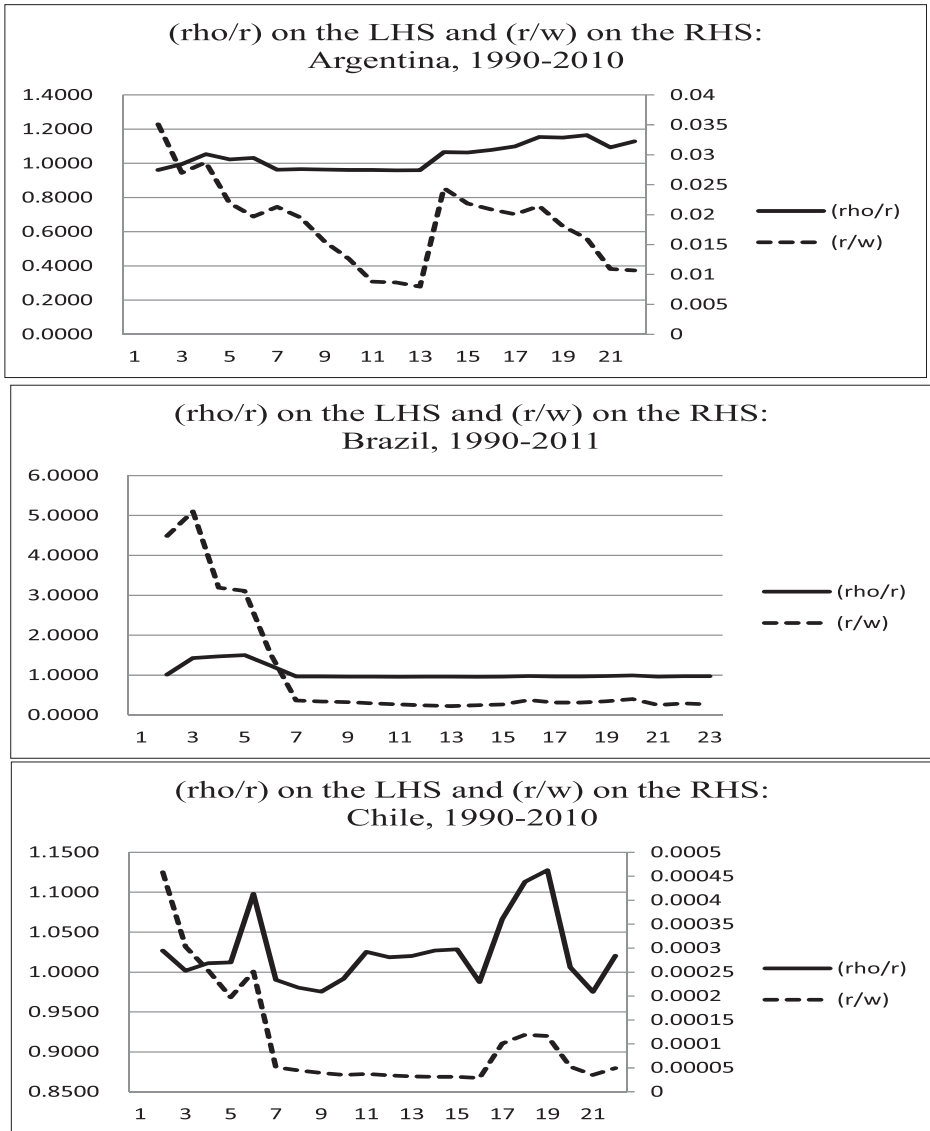 (rho/r) on the LHS and (r/w) on the RHS:
Argentina, 1990-2010
1.4000
1.2000
1.0000
0.8000
0.6000
0.4000
0.2000
0.0000
0.04
0.035
0.03
0.025
0.02
0.015
0.01
0.005
0
1 3 5 7 9 11 13 15 17 19 21
(rho/r)
(r/w)
(rho/r) on the LHS and (r/w) on the RHS:
Brazil, 1990-2011
6.0000
5.0000
4.0000
3.0000
2.0000
1.0000
0.0000
1 3 5 7 9 11 13 15 17 19 21 23
(rho/r)
(r/w)
(rho/r) on the LHS and (r/w) on the RHS:
Chile, 1990-2010
1.1500
1.1000
1.0500
1.0000
0.9500
0.9000
0.8500
0.0005
0.00045
0.0004
0.00035
0.0003
0.00025
0.0002
0.00015
0.0001
0.00005
0
1 3 5 7 9 11 13 15 17 19 21
(rho/r)
(r/w)